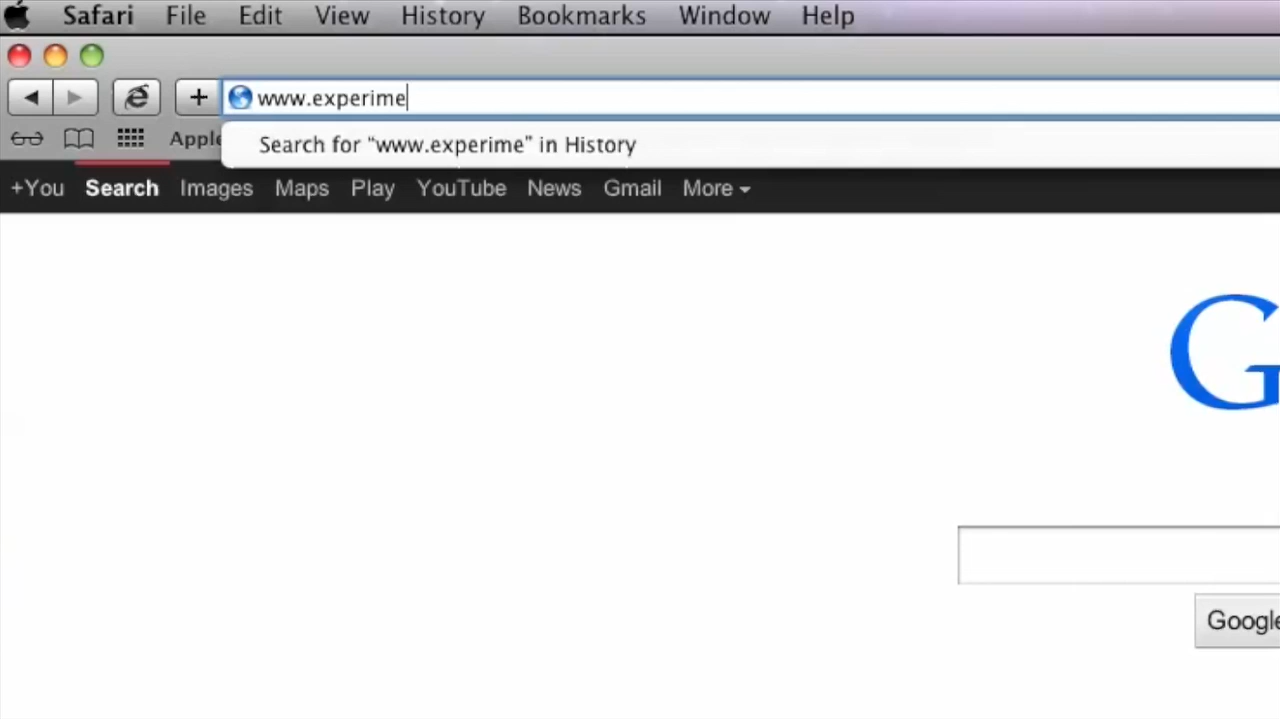 Safari File Edit View History Bookmarks Window Help
www.experime
Apple
Search for “www.experime” in History
+You Search Images Maps Play YouTube News Gmail More
G
Google